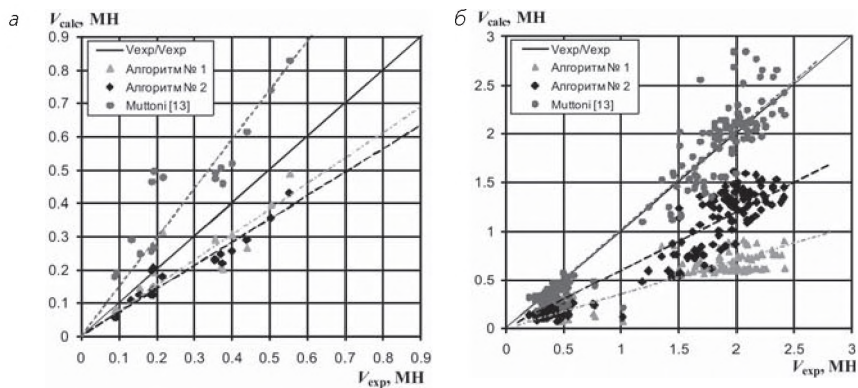 а
V_calc, МН
0.9
0.8
0.7
0.6
0.5
0.4
0.3
0.2
0.1
0
Vexp/Vexp
Алгоритм № 1
Алгоритм № 2
Muttoni [13]
0 0.1 0.2 0.3 0.4 0.5 0.6 0.7 0.8 0.9
V_exp, МН
б
V_calc, МН
3
2.5
2
1.5
1
0.5
0
Vexp/Vexp
Алгоритм № 1
Алгоритм № 2
Muttoni [13]
0 0.5 1 1.5 2 2.5 3
V_exp, МН